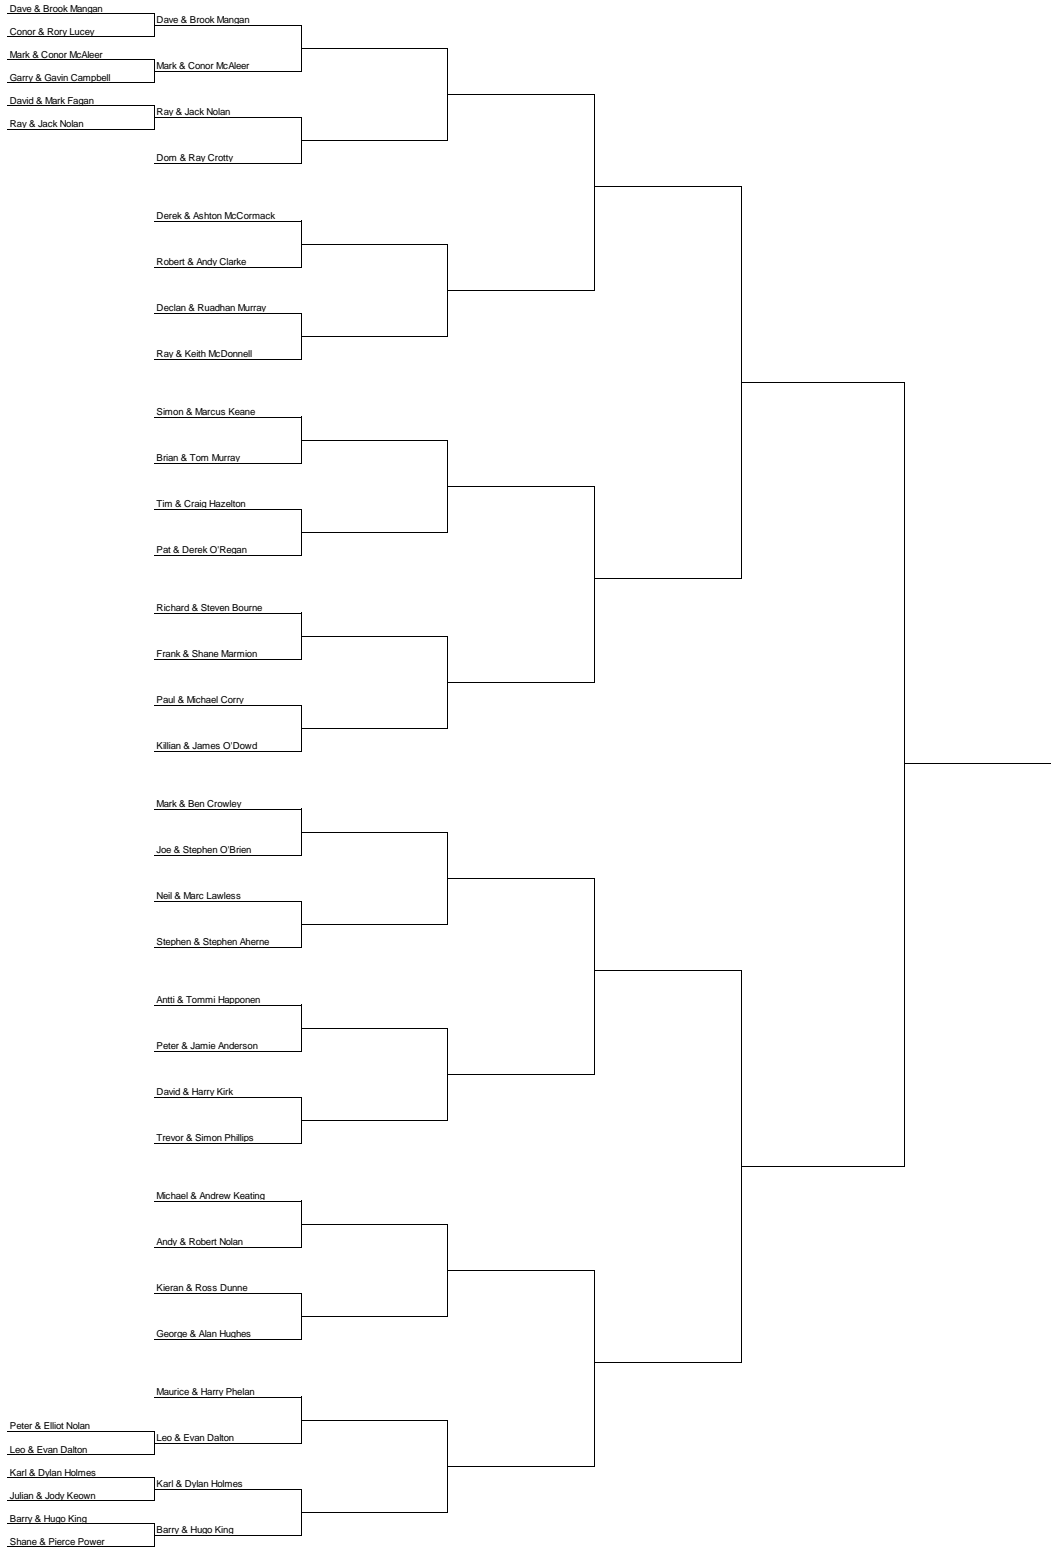 Dave & Brook Mangan
Dave & Brook Mangan
Conor & Rory Lucey
Mark & Conor McAleer
Mark & Conor McAleer
Garry & Gavin Campbell
David & Mark Fagan
Ray & Jack Nolan
Ray & Jack Nolan
Dom & Ray Crotty
Derek & Ashton McCormack
Robert & Andy Clarke
Declan & Ruadhan Murray
Ray & Keith McDonnell
Simon & Marcus Keane
Brian & Tom Murray
Tim & Craig Hazelton
Pat & Derek O'Regan
Richard & Steven Bourne
Frank & Shane Marmion
Paul & Michael Corry
Killian & James O'Dowd
Mark & Ben Crowley
Joe & Stephen O'Brien
Neil & Marc Lawless
Stephen & Stephen Aherne
Antti & Tommi Happonen
Peter & Jamie Anderson
David & Harry Kirk
Trevor & Simon Phillips
Michael & Andrew Keating
Andy & Robert Nolan
Kieran & Ross Dunne
George & Alan Hughes
Maurice & Harry Phelan
Peter & Elliot Nolan
Leo & Evan Dalton
Leo & Evan Dalton
Karl & Dylan Holmes
Karl & Dylan Holmes
Julian & Jody Keown
Barry & Hugo King
Barry & Hugo King
Shane & Pierce Power